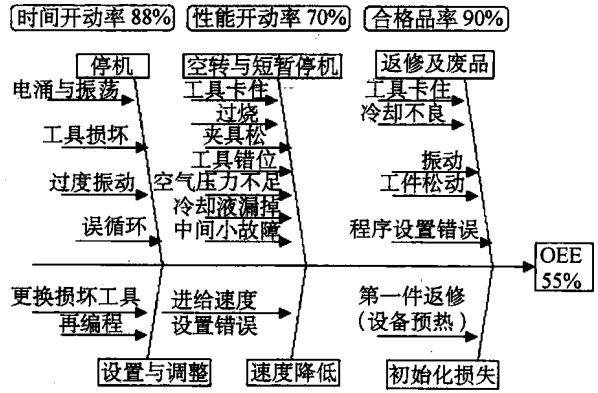 时间开动率 88%
性能开动率 70%
合格品率 90%
停机
空转与短暂停机
返修及废品
电涌与振荡
工具损坏
过度振动
误循环
工具卡住
过烧
夹具松
工具错位
空气压力不足
冷却液漏掉
中间小故障
工具卡住
冷却不良
振动
工件松动
程序设置错误
OEE
55%
更换损坏工具
再编程
进给速度
设置错误
第一件返修
（设备预热）
设置与调整
速度降低
初始化损失